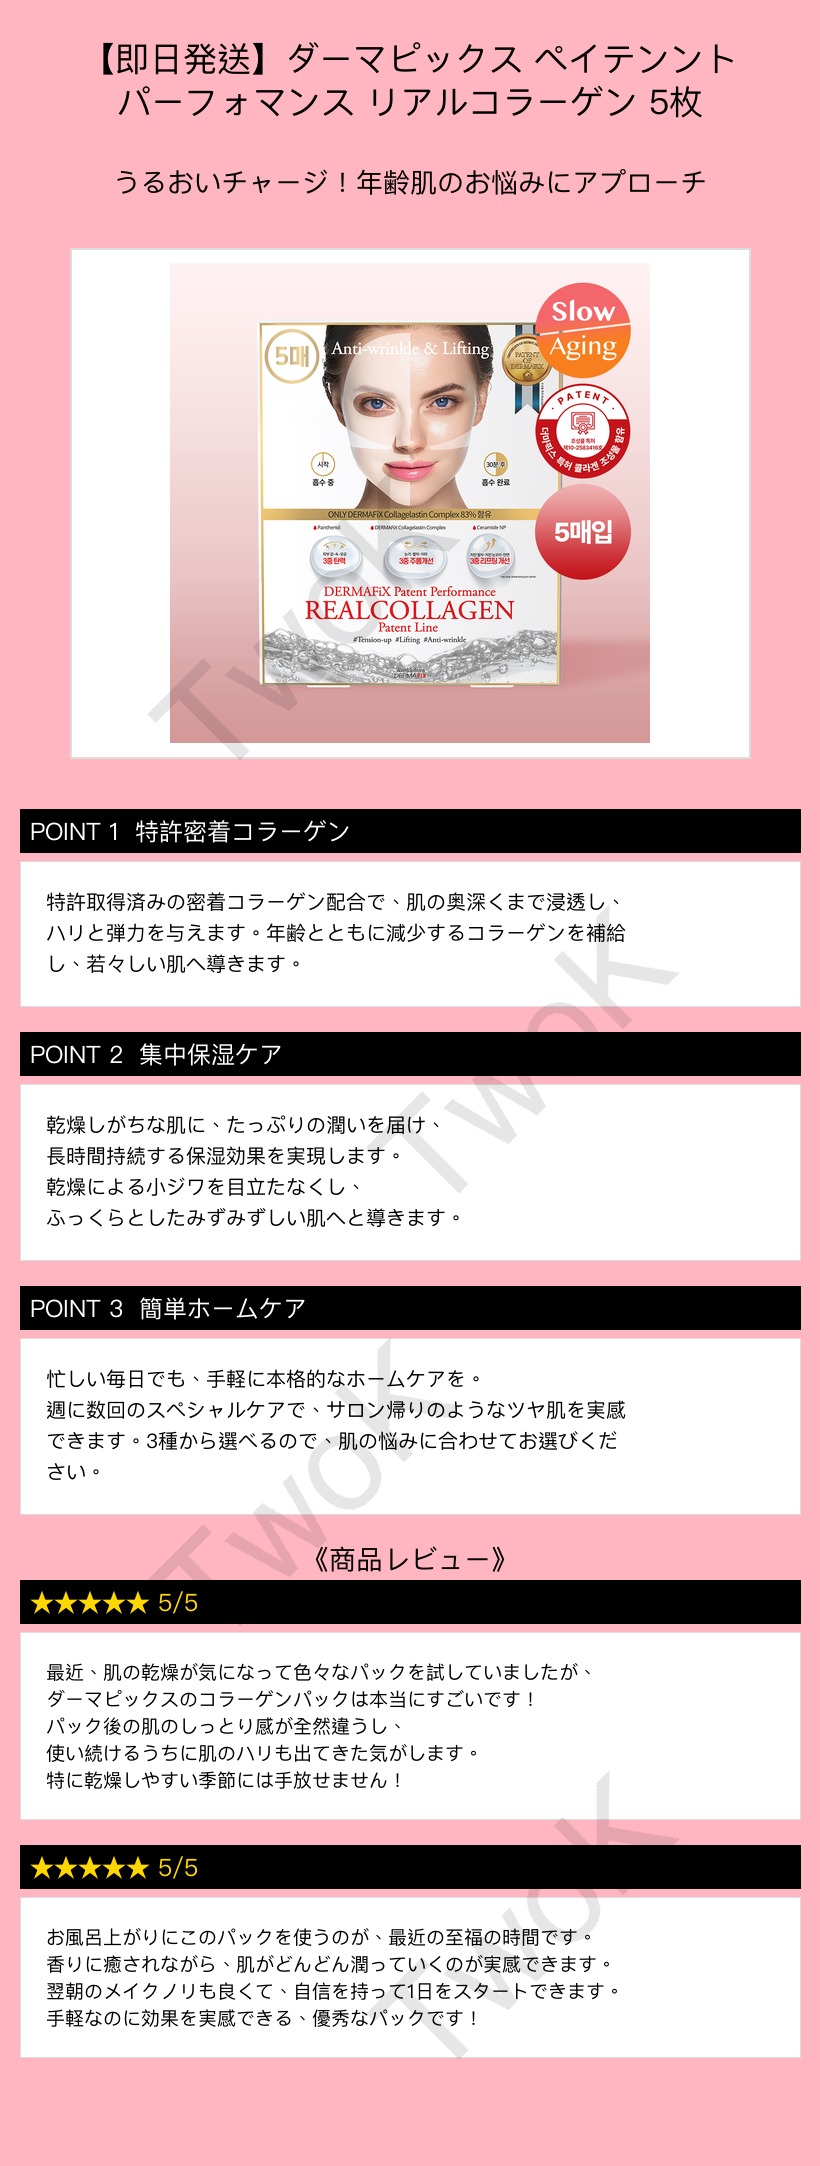 【即日発送】ダーマピックス ペイテンント
パーフォマンス リアルコラーゲン 5枚
うるおいチャージ！年齢肌のお悩みにアプローチ
Slow
Aging
5매
Anti-wrinkle & Lifting
PATENT
OF
DERMAFIX
PATENT
조성물 특허
제10-2583416호
더마픽스 특허 콜라겐 조성물 함유
시작
흡수 중
30분 후
흡수 완료
5매입
ONLY DERMAFiX Collagelastin Complex 83% 함유
Panthenol
DERMAFiX Collagelastin Complex
Ceramide NP
3중 탄력
3중 주름개선
3중 리프팅 개선
DERMAFiX Patent Performance
REALCOLLAGEN
Patent Line
#Tension-up #Lifting #Anti-wrinkle
DERMAFIX
POINT 1 特許密着コラーゲン
特許取得済みの密着コラーゲン配合で、肌の奥深くまで浸透し、
ハリと弾力を与えます。年齢とともに減少するコラーゲンを補給
し、若々しい肌へ導きます。
POINT 2 集中保湿ケア
乾燥しがちな肌に、たっぷりの潤いを届け、
長時間持続する保湿効果を実現します。
乾燥による小ジワを目立たなくし、
ふっくらとしたみずみずしい肌へと導きます。
POINT 3 簡単ホームケア
忙しい毎日でも、手軽に本格的なホームケアを。
週に数回のスペシャルケアで、サロン帰りのようなツヤ肌を実感
できます。3種から選べるので、肌の悩みに合わせてお選びくだ
さい。
《商品レビュー》
★★★★★ 5/5
最近、肌の乾燥が気になって色々なパックを試していましたが、
ダーマピックスのコラーゲンパックは本当にすごいです！
パック後の肌のしっとり感が全然違うし、
使い続けるうちに肌のハリも出てきた気がします。
特に乾燥しやすい季節には手放せません！
★★★★★ 5/5
お風呂上がりにこのパックを使うのが、最近の至福の時間です。
香りに癒されながら、肌がどんどん潤っていくのが実感できます。
翌朝のメイクノリも良くて、自信を持って1日をスタートできます。
手軽なのに効果を実感できる、優秀なパックです！
TwoK
TwoK
TwoK
TwoK